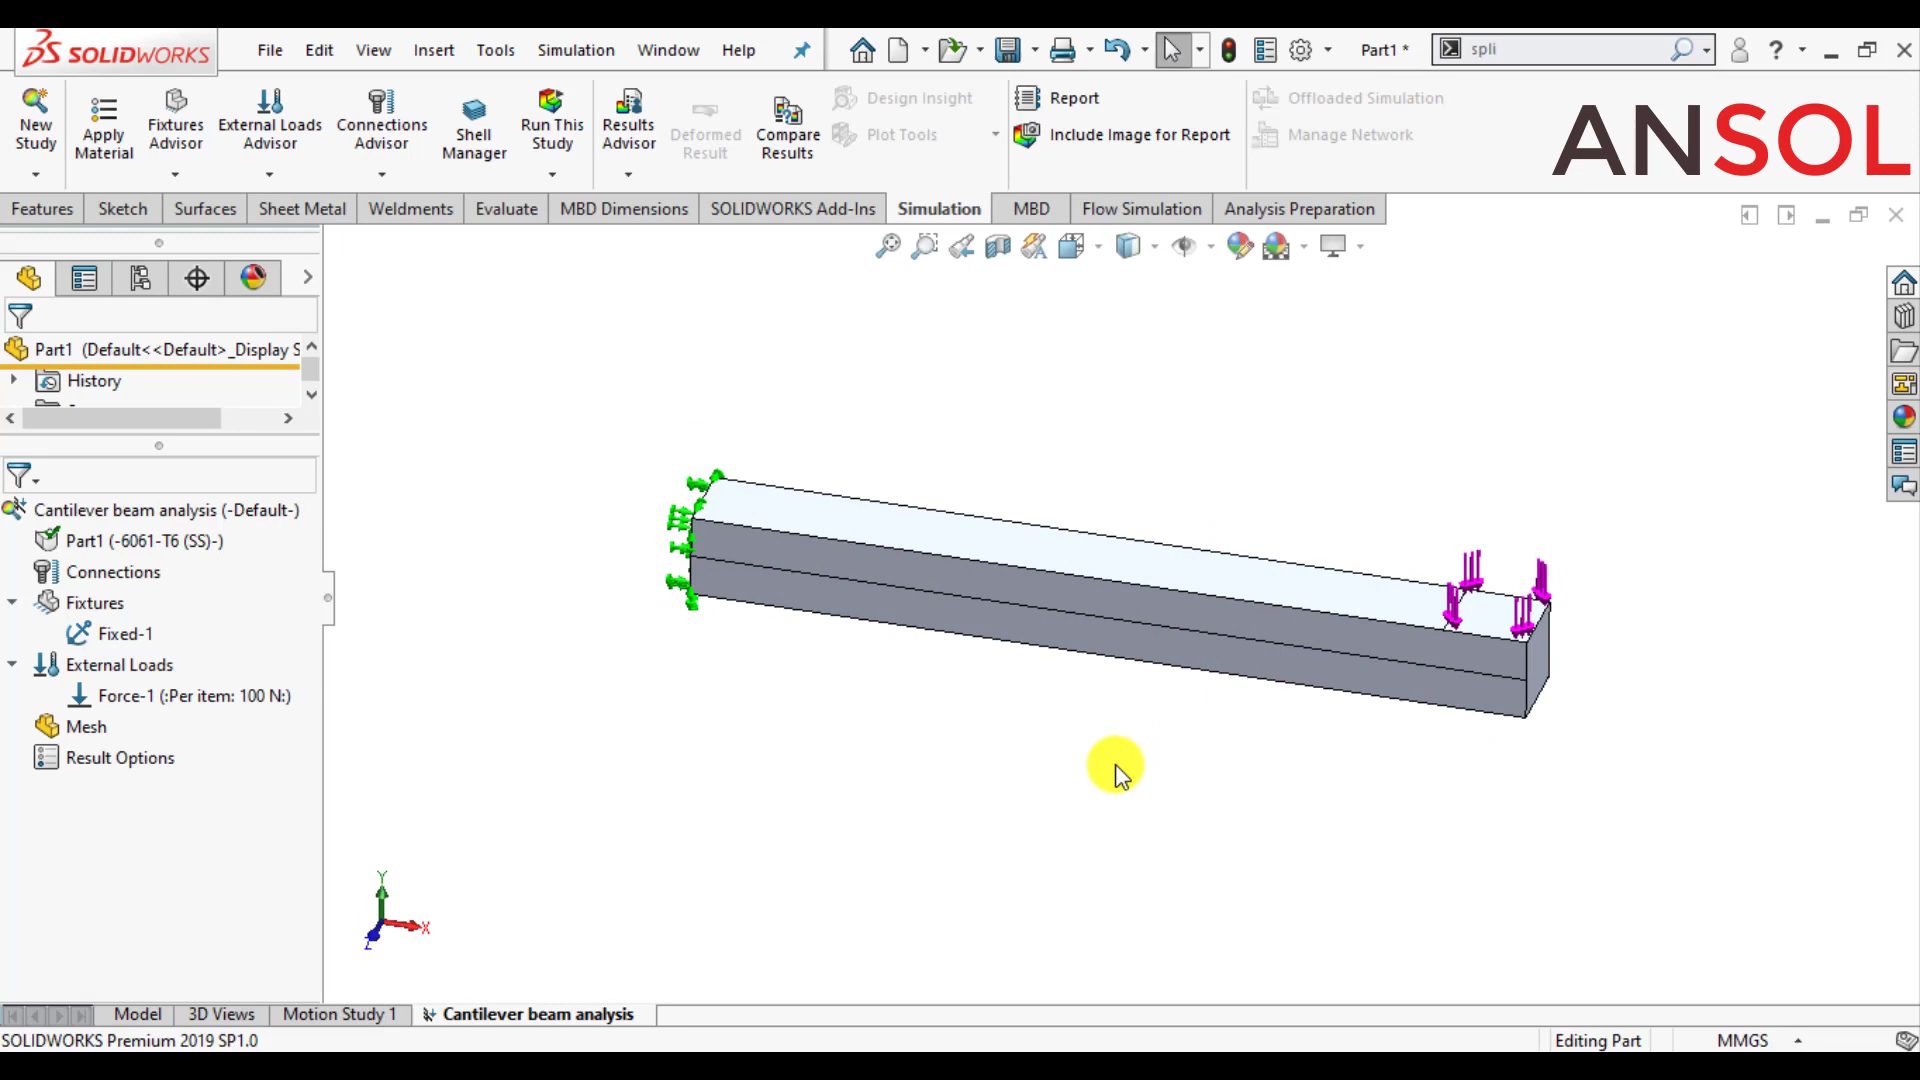 SOLIDWORKS File Edit View Insert Tools Simulation Window Help Part1 * spli ?
New Study
Apply Material
Fixtures Advisor
External Loads Advisor
Connections Advisor
Shell Manager
Run This Study
Results Advisor
Deformed Result
Compare Results
Design Insight
Plot Tools
Report
Include Image for Report
Offloaded Simulation
Manage Network
ANSOL
Features Sketch Surfaces Sheet Metal Weldments Evaluate MBD Dimensions SOLIDWORKS Add-Ins Simulation MBD Flow Simulation Analysis Preparation
Part1 (Default<<Default>_Display S
History
Cantilever beam analysis (-Default-)
Part1 (-6061-T6 (SS)-)
Connections
Fixtures
Fixed-1
External Loads
Force-1 (:Per item: 100 N:)
Mesh
Result Options
Y
X
Z
Model 3D Views Motion Study 1 Cantilever beam analysis
SOLIDWORKS Premium 2019 SP1.0 Editing Part MMGS